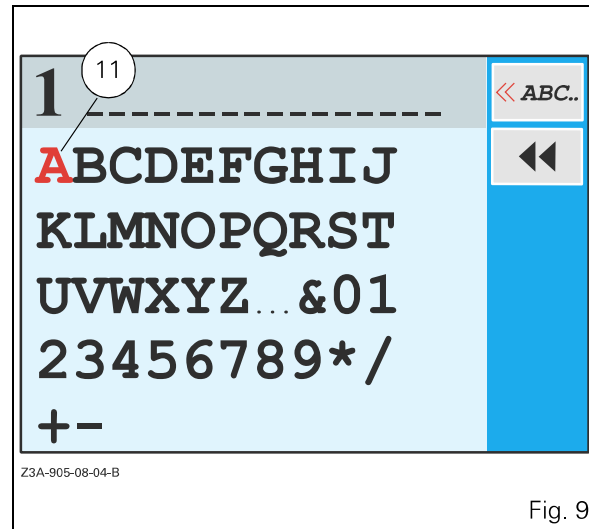 11
1 _ _ _ _ _ _ _ _ _ _ _ _ _ _ _
« ABC..
ABCDEFGHIJ
KLMNOPQRST
UVWXYZ...&01
23456789*/
+-
Z3A-905-08-04-B
Fig. 9